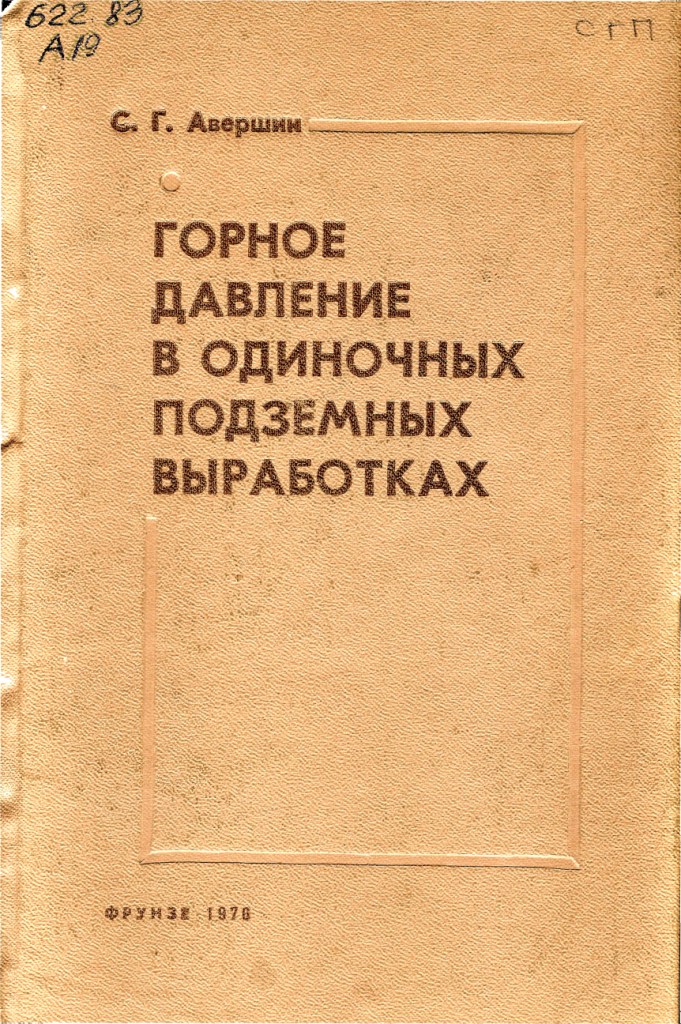 622.83
А19
СГП
С. Г. Авершин
ГОРНОЕ
ДАВЛЕНИЕ
В ОДИНОЧНЫХ
ПОДЗЕМНЫХ
ВЫРАБОТКАХ
ФРУНЗЕ 1976